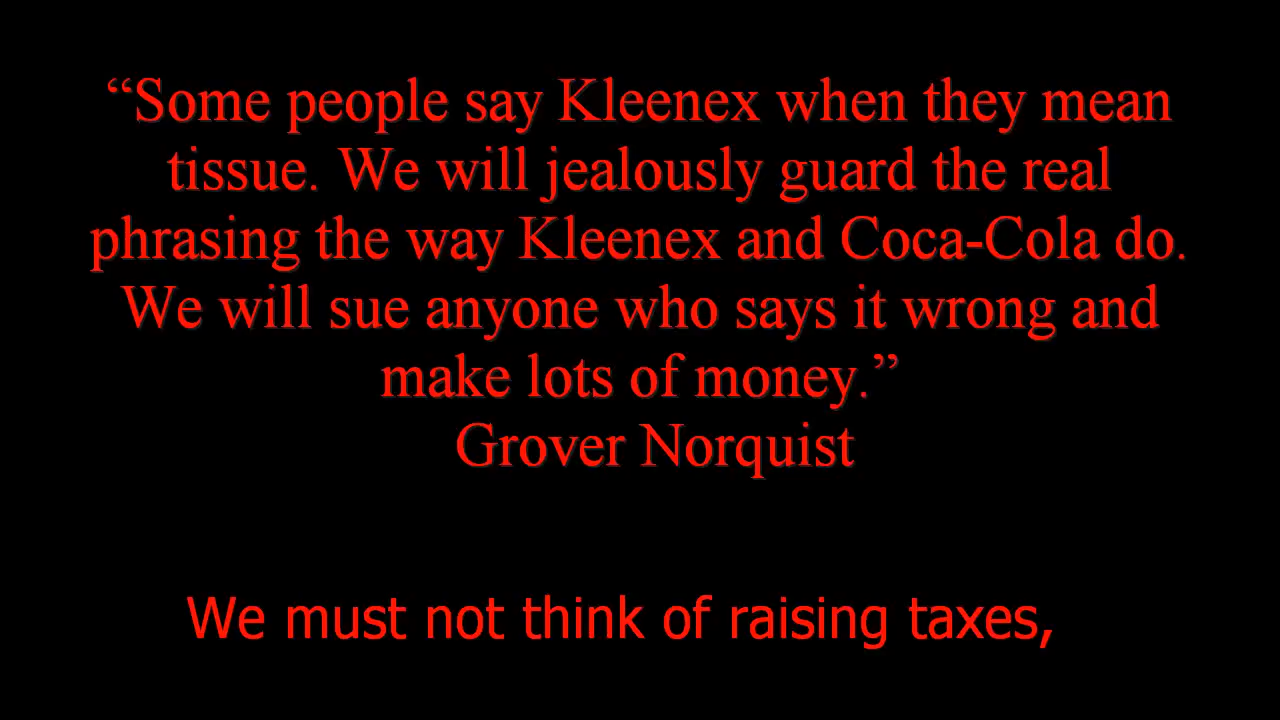 “Some people say Kleenex when they mean
tissue. We will jealously guard the real
phrasing the way Kleenex and Coca-Cola do.
We will sue anyone who says it wrong and
make lots of money.”
Grover Norquist
We must not think of raising taxes,